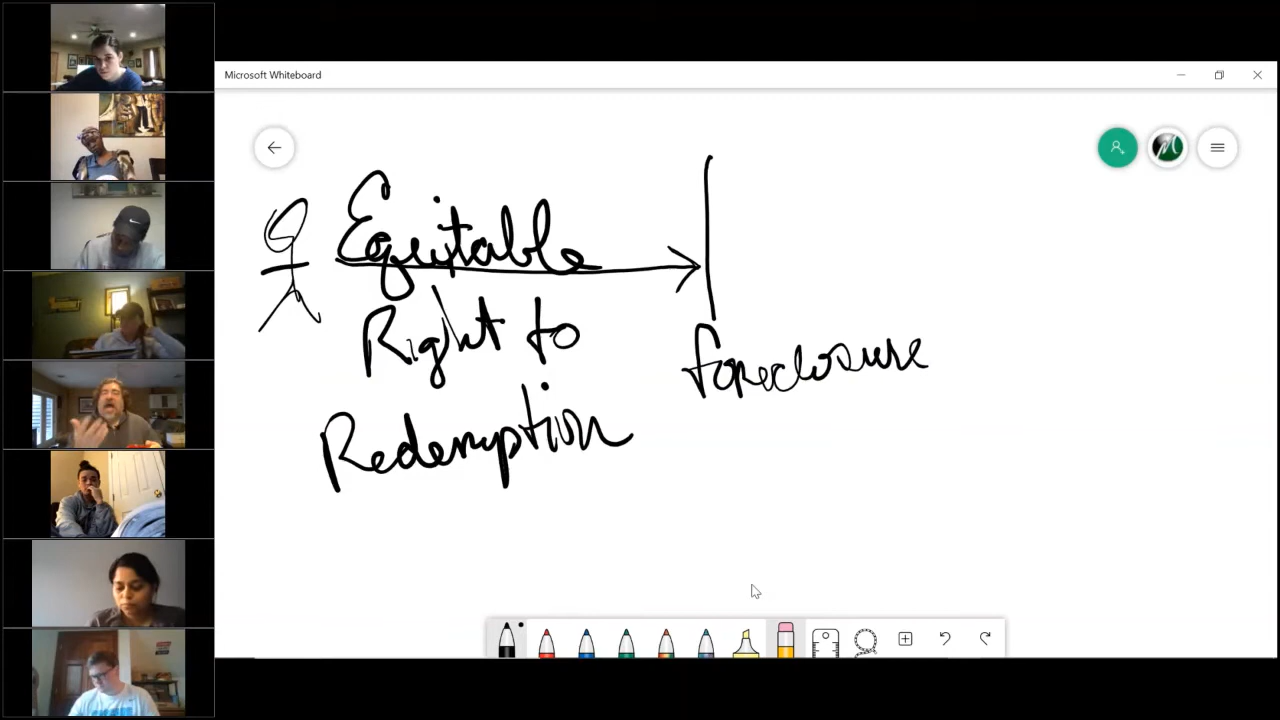 Microsoft Whiteboard
Equitable
Right to
Redemption
foreclosure